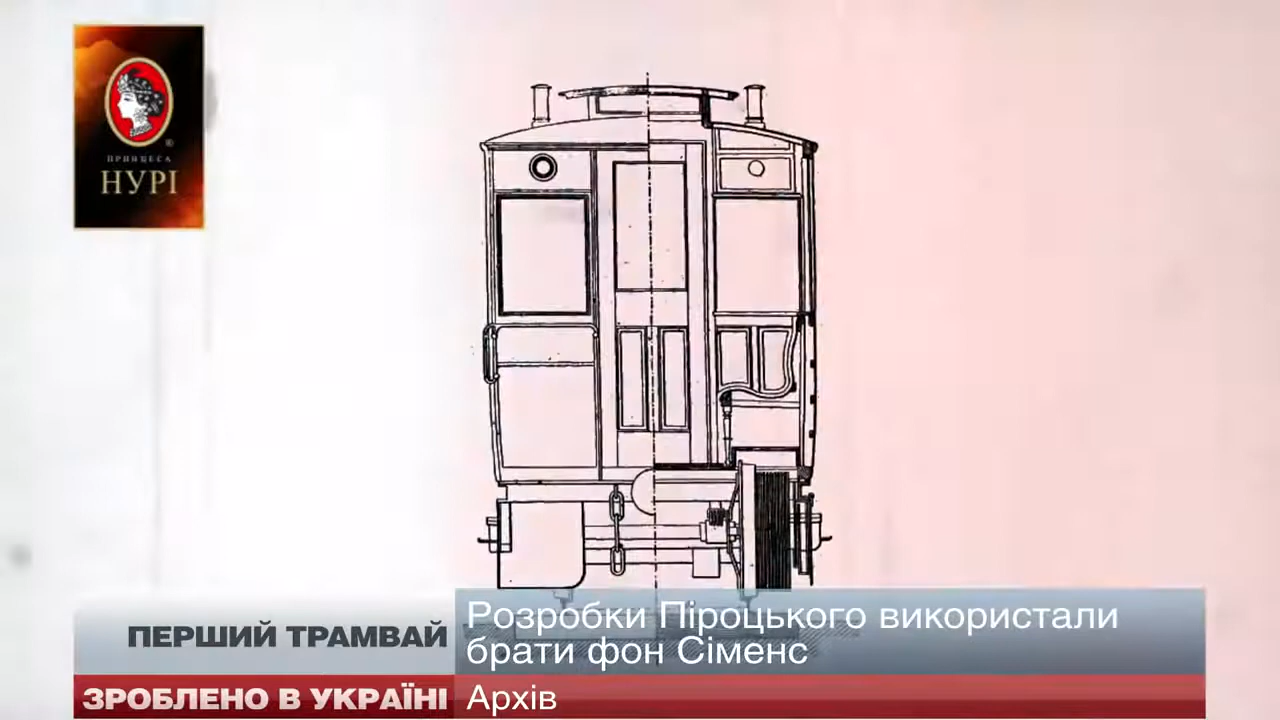 ®
ПРИНЦЕСА
НУРІ
ПЕРШИЙ ТРАМВАЙ
Розробки Піроцького використали
брати фон Сіменс
ЗРОБЛЕНО В УКРАЇНІ
Архів